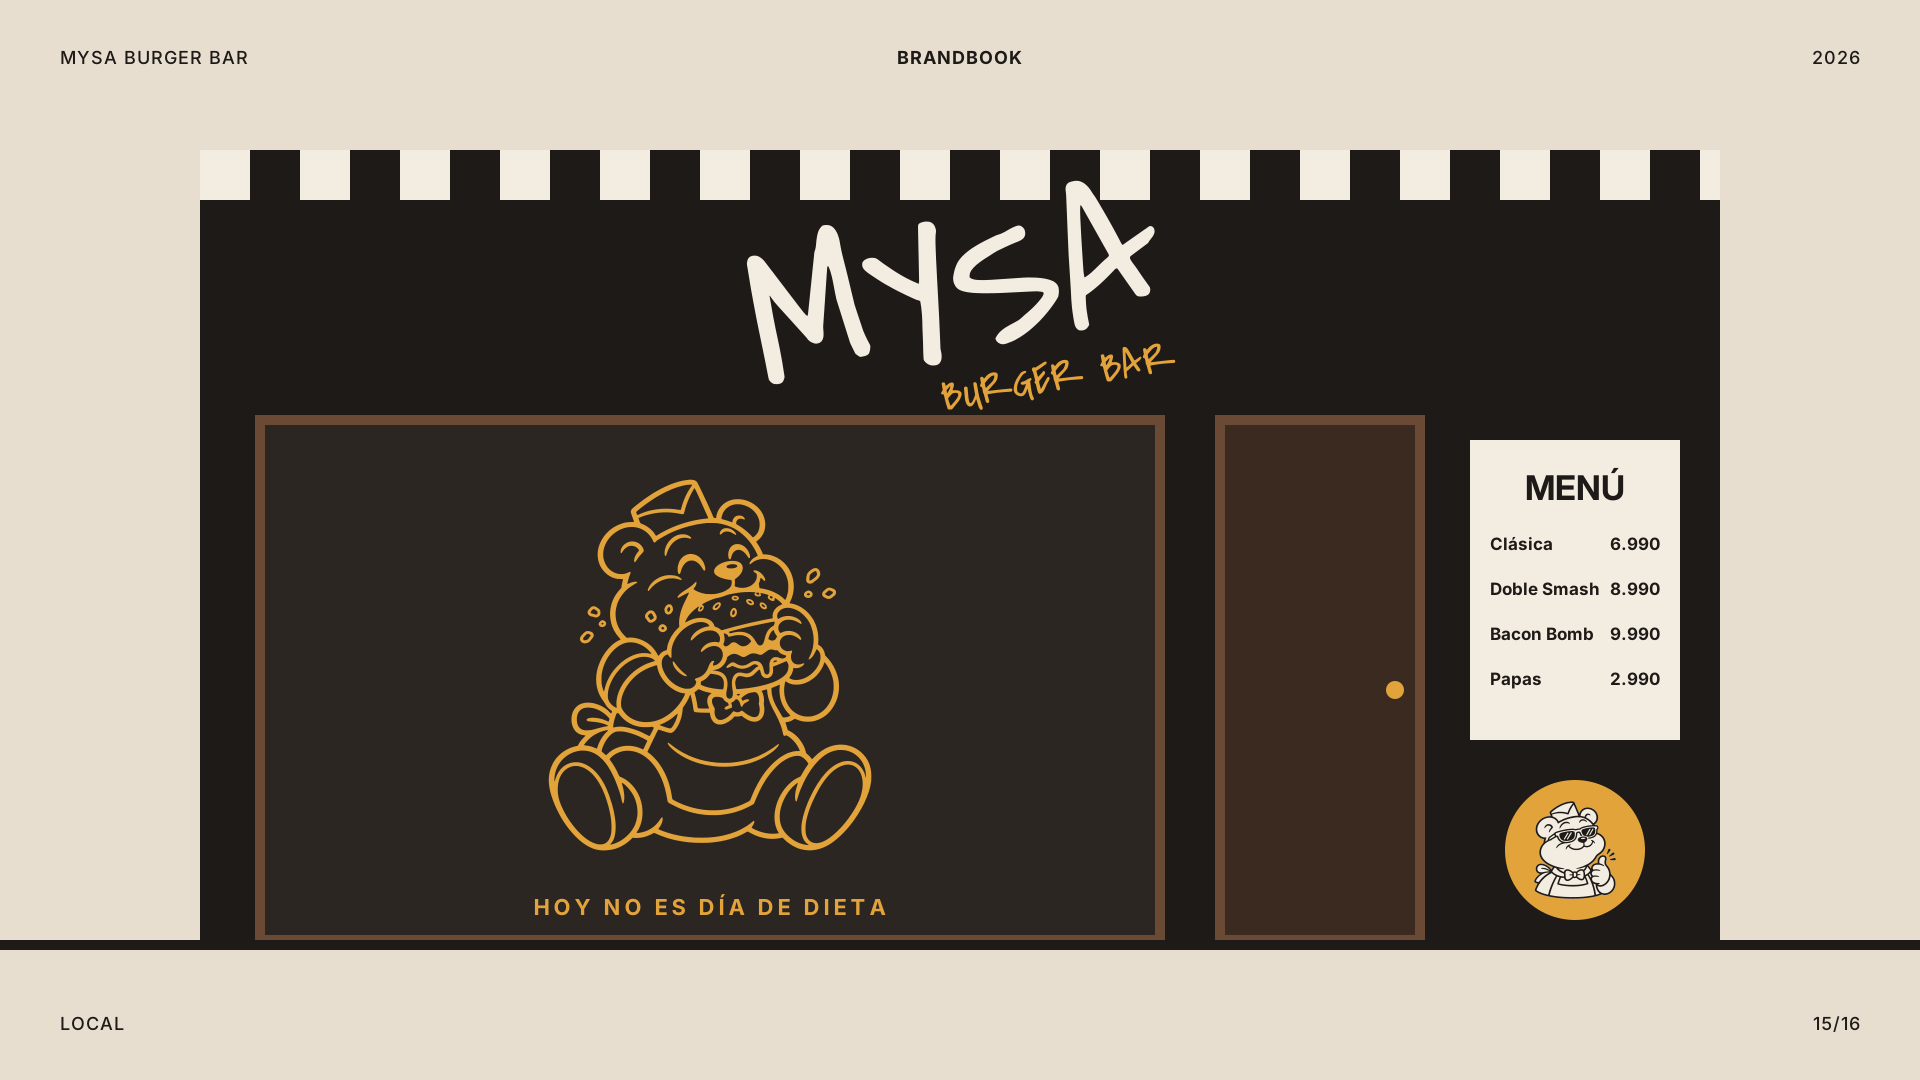 MYSA BURGER BAR
BRANDBOOK
2026
MYSA
BURGER BAR
MENÚ
Clásica 6.990
Doble Smash 8.990
Bacon Bomb 9.990
Papas 2.990
HOY NO ES DÍA DE DIETA
LOCAL
15/16